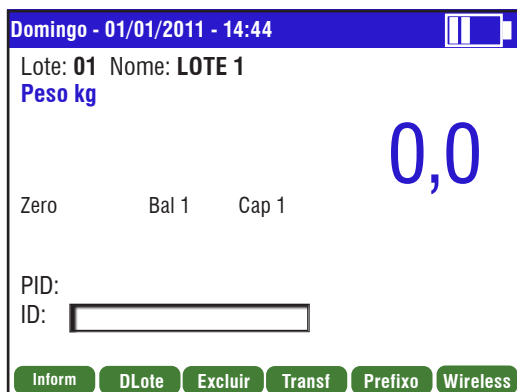 Domingo - 01/01/2011 - 14:44
Lote: 01 Nome: LOTE 1
Peso kg
0,0
Zero Bal 1 Cap 1
PID:
ID:
Inform DLote Excluir Transf Prefixo Wireless